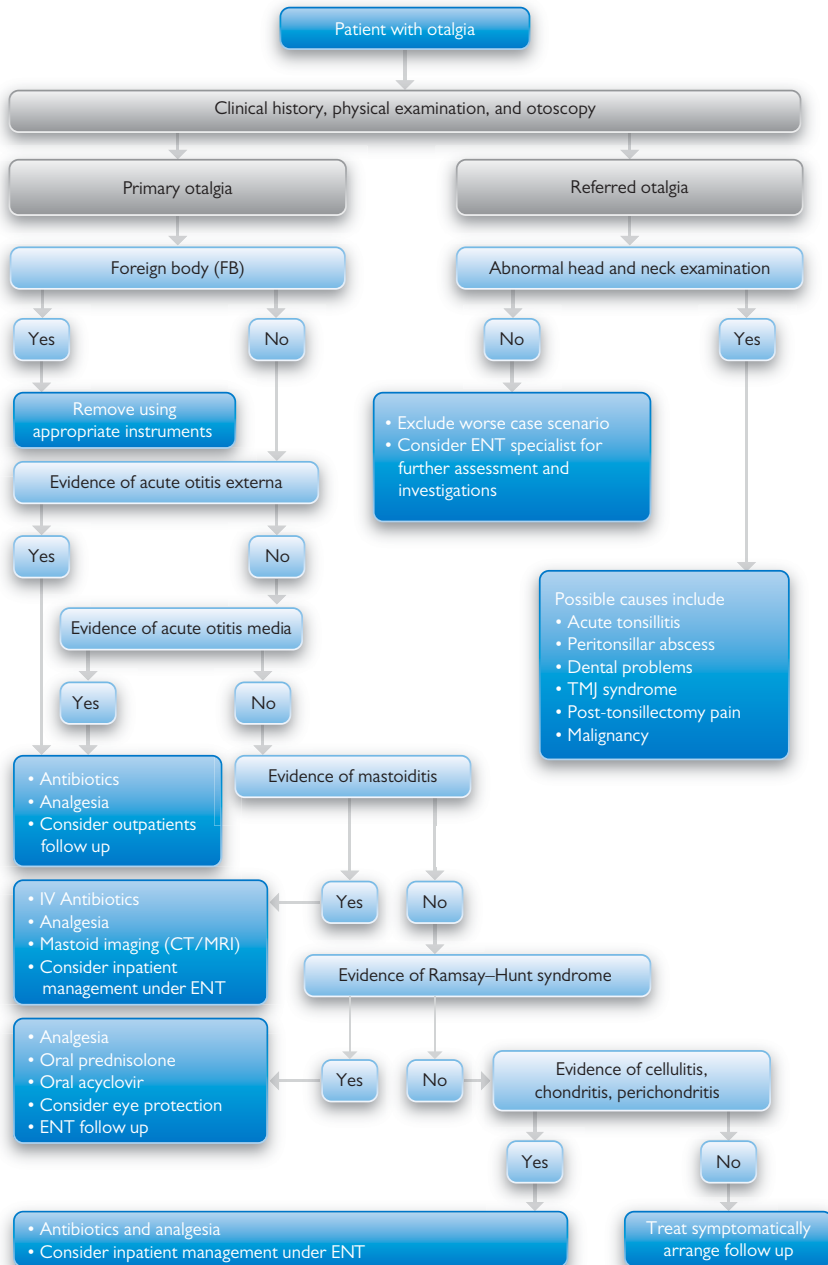 Patient with otalgia
Clinical history, physical examination, and otoscopy
Primary otalgia
Referred otalgia
Foreign body (FB)
Abnormal head and neck examination
Yes
No
No
Yes
Remove using
appropriate instruments
• Exclude worse case scenario
• Consider ENT specialist for
further assessment and
investigations
Evidence of acute otitis externa
Yes
No
Possible causes include
• Acute tonsillitis
• Peritonsillar abscess
• Dental problems
• TMJ syndrome
• Post-tonsillectomy pain
• Malignancy
Evidence of acute otitis media
Yes
No
• Antibiotics
• Analgesia
• Consider outpatients
follow up
Evidence of mastoiditis
Yes
No
• IV Antibiotics
• Analgesia
• Mastoid imaging (CT/MRI)
• Consider inpatient
management under ENT
Evidence of Ramsay–Hunt syndrome
• Analgesia
• Oral prednisolone
• Oral acyclovir
• Consider eye protection
• ENT follow up
Yes
No
Evidence of cellulitis,
chondritis, perichondritis
Yes
No
• Antibiotics and analgesia
• Consider inpatient management under ENT
Treat symptomatically
arrange follow up